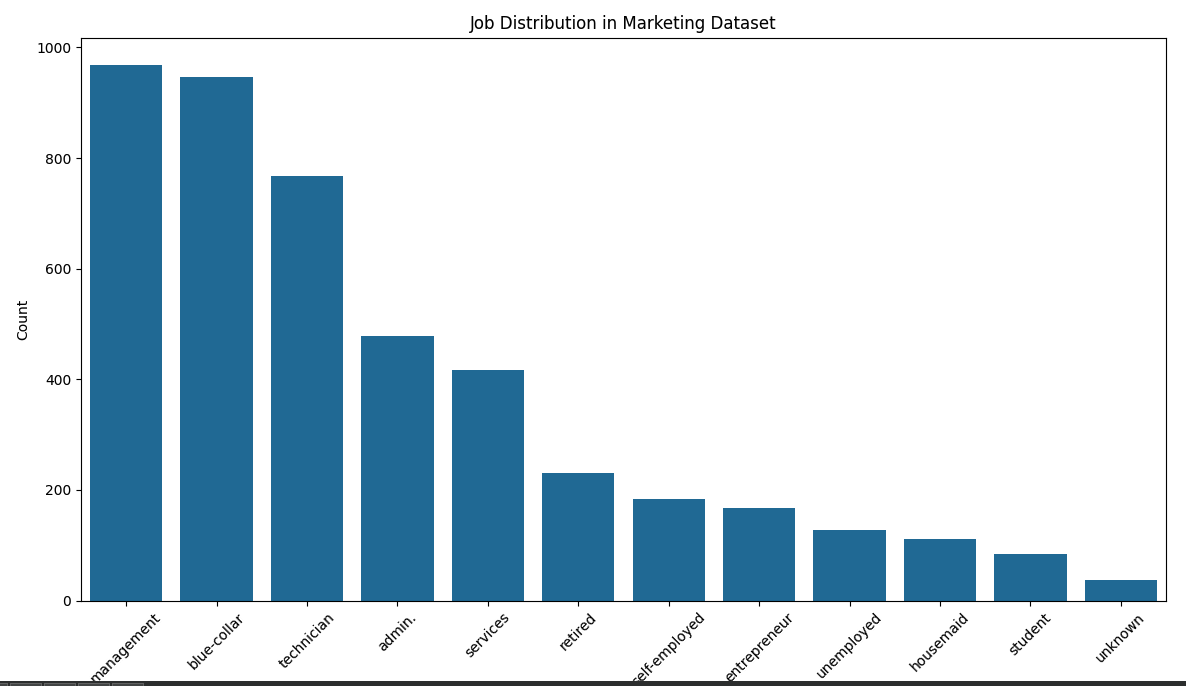 Job Distribution in Marketing Dataset
1000
800
600
400
200
0
Count
management
blue-collar
technician
admin.
services
retired
self-employed
entrepreneur
unemployed
housemaid
student
unknown